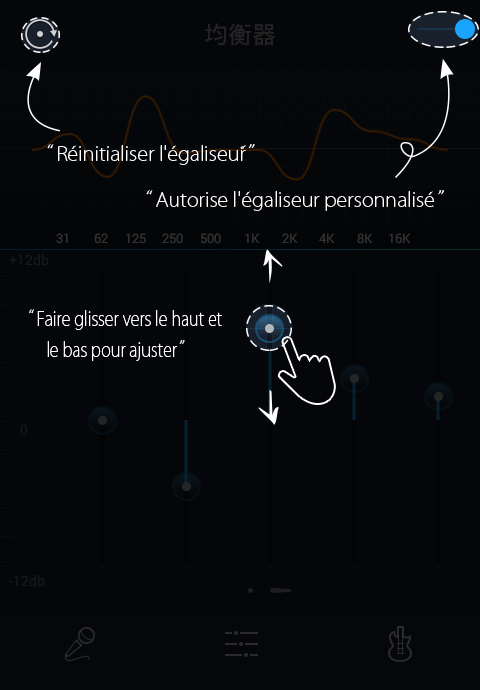 均衡器
“Réinitialiser l'égaliseur”
“Autorise l'égaliseur personnalisé”
31 62 125 250 500 1K 2K 4K 8K 16K
+12db
“Faire glisser vers le haut et
le bas pour ajuster”
0
-12db